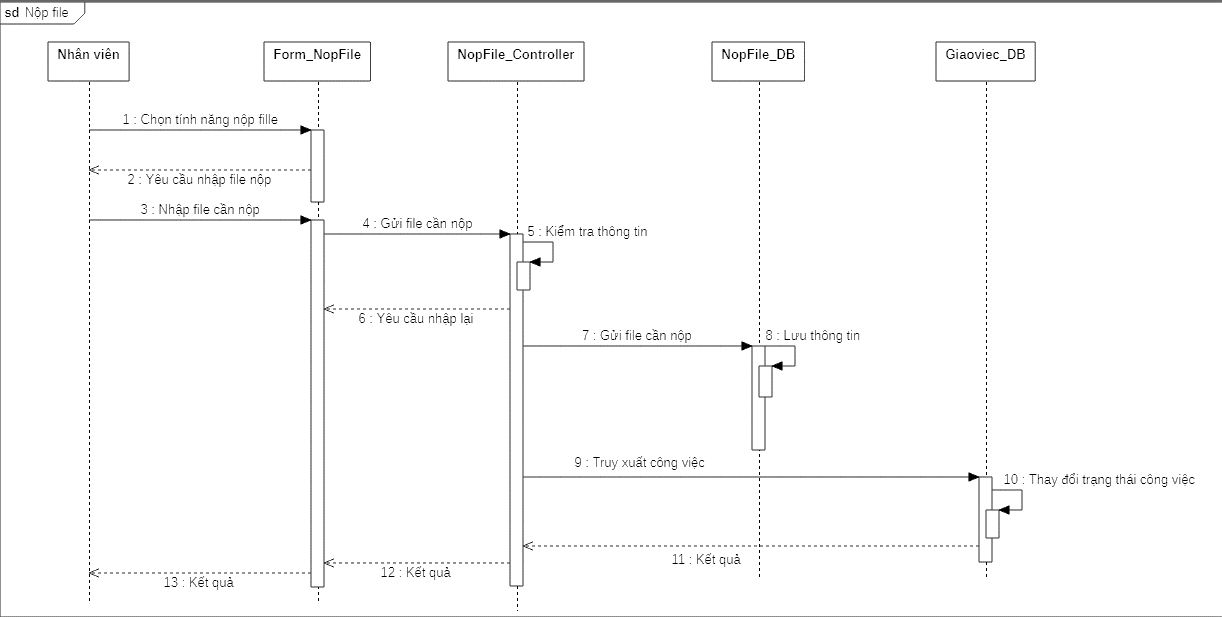 sd Nộp file
Nhân viên
Form_NopFile
NopFile_Controller
NopFile_DB
Giaoviec_DB
1 : Chọn tính năng nộp fille
2 : Yêu cầu nhập file nộp
3 : Nhập file cần nộp
4 : Gửi file cần nộp
5 : Kiểm tra thông tin
6 : Yêu cầu nhập lại
7 : Gửi file cần nộp
8 : Lưu thông tin
9 : Truy xuất công việc
10 : Thay đổi trạng thái công việc
11 : Kết quả
12 : Kết quả
13 : Kết quả